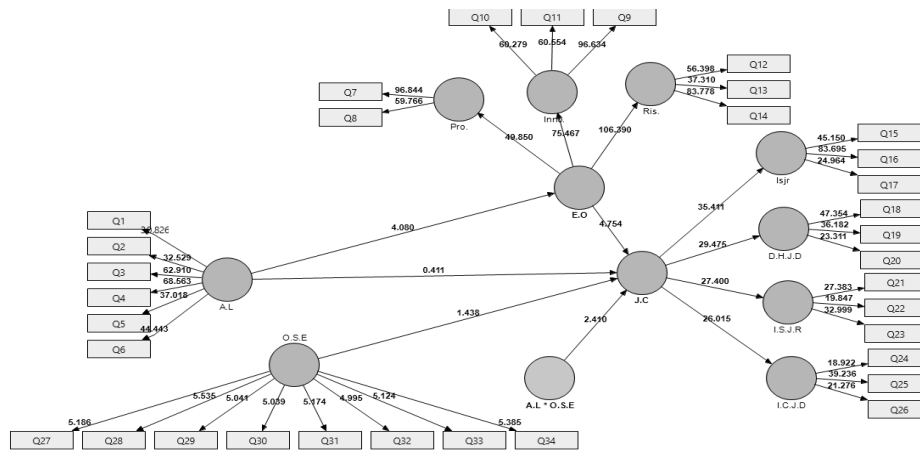 Q10
Q11
Q9
60.279
60.554
96.634
Q12
56.398
Q7
96.844
37.310
Q13
59.766
83.778
Q8
Q14
Pro.
Inno.
Ris.
Q15
45.150
49.850
75.467
106.390
83.695
Q16
24.964
Isjr
Q17
E.O
35.411
Q18
47.354
Q1
4.080
4.754
36.182
Q19
32.529
29.475
23.311
Q2
D.H.J.D
Q20
62.910
Q3
68.563
0.411
Q21
Q4
37.018
A.L
J.C
27.400
27.383
19.847
Q22
Q5
1.438
32.999
44.443
26.015
I.S.J.R
Q23
Q6
2.410
O.S.E
Q24
18.922
39.236
Q25
21.276
5.535
5.124
A.L * O.S.E
I.C.J.D
Q26
5.186
5.041
5.039
5.174
4.995
5.385
Q27
Q28
Q29
Q30
Q31
Q32
Q33
Q34